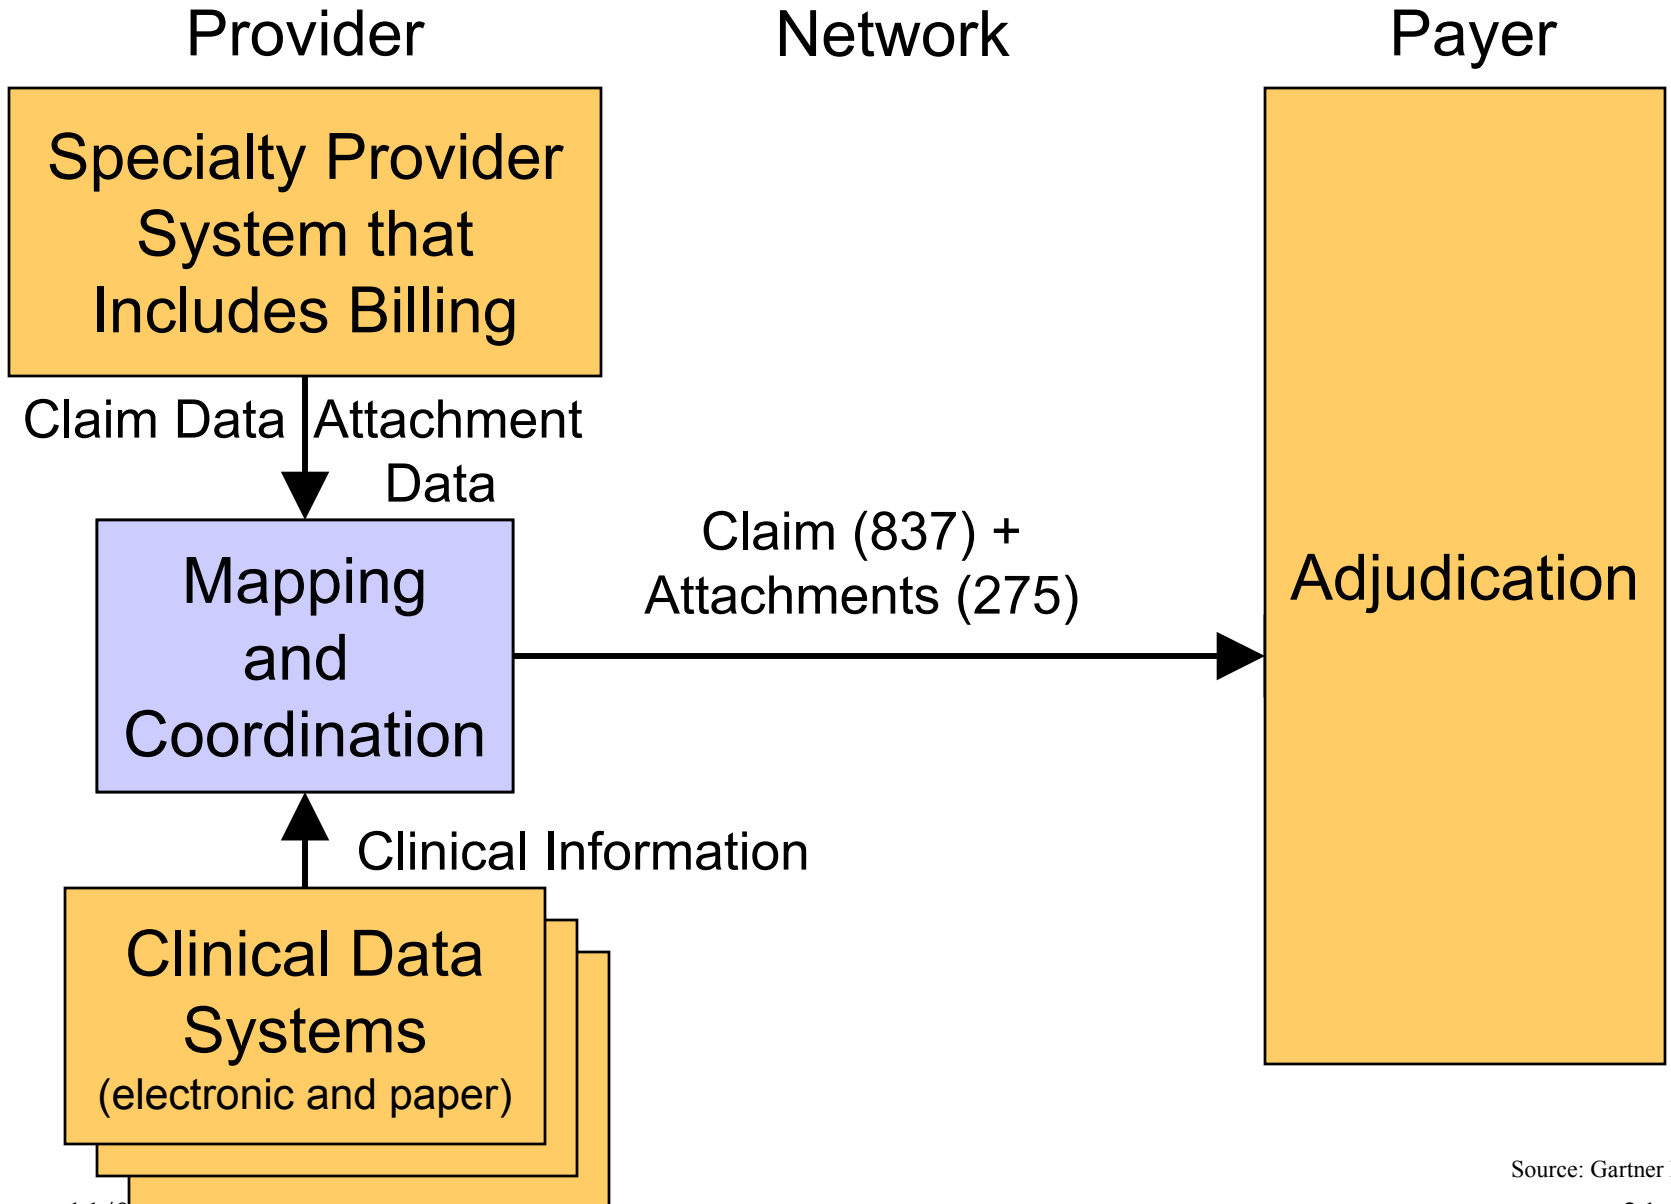 Provider
Network
Payer
Specialty Provider
System that
Includes Billing
Claim Data
Attachment
Data
Mapping
and
Coordination
Claim (837) +
Attachments (275)
Adjudication
Clinical Information
Clinical Data
Systems
(electronic and paper)
Source: Gartner